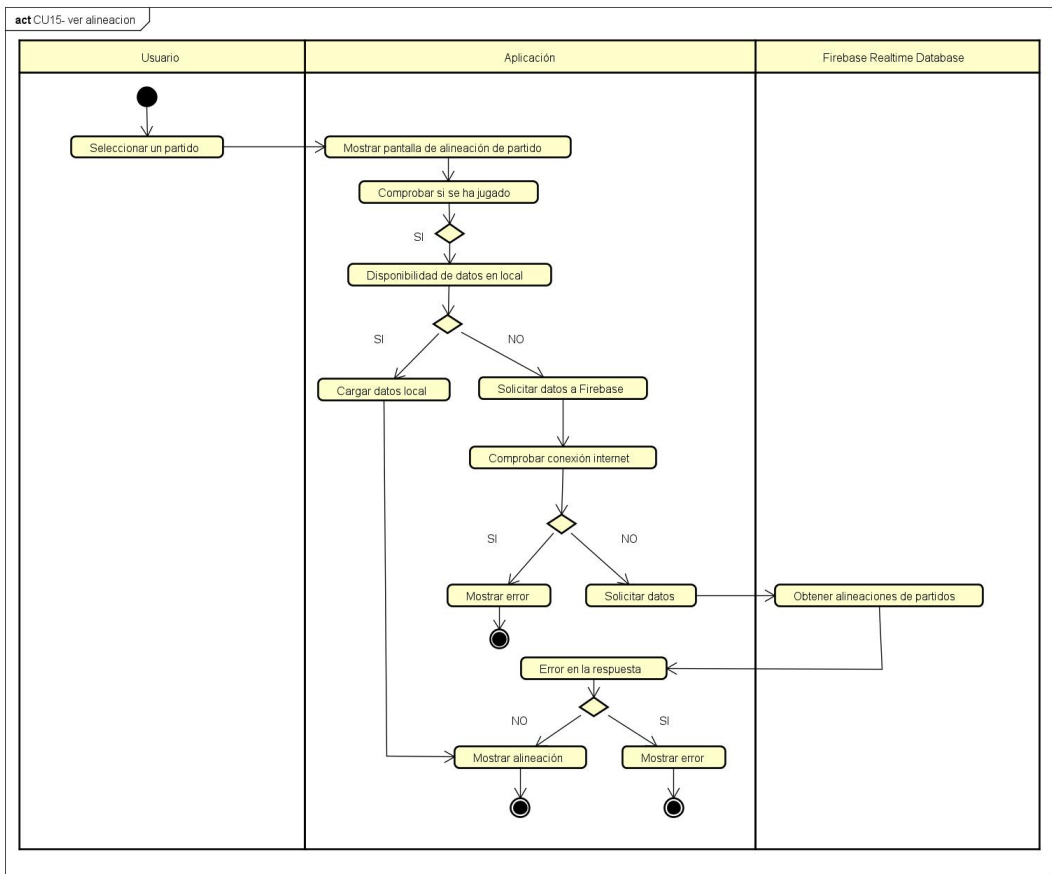 act CU15- ver alineacion
Usuario
Aplicación
Firebase Realtime Database
Seleccionar un partido
Mostrar pantalla de alineación de partido
Comprobar si se ha jugado
SI
Disponibilidad de datos en local
SI
NO
Cargar datos local
Solicitar datos a Firebase
Comprobar conexión internet
SI
NO
Mostrar error
Solicitar datos
Obtener alineaciones de partidos
Error en la respuesta
NO
SI
Mostrar alineación
Mostrar error